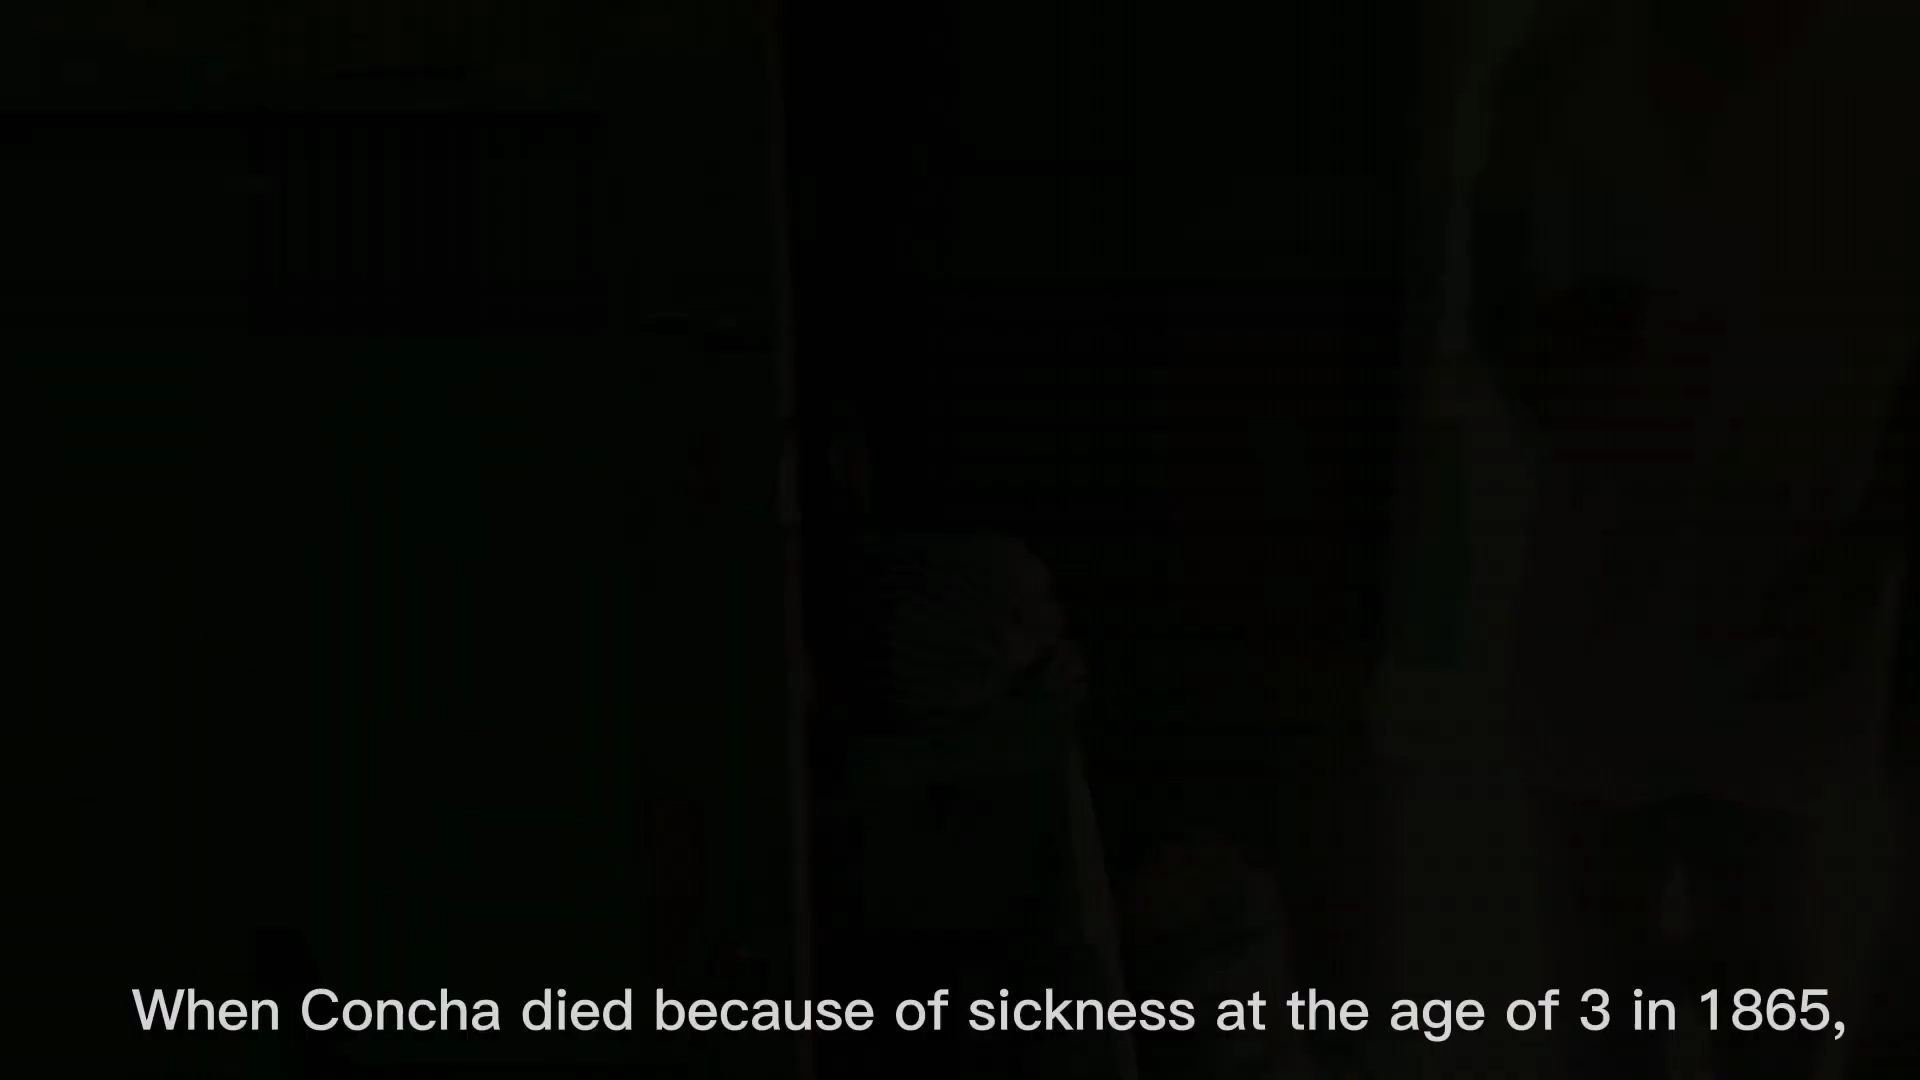 When Concha died because of sickness at the age of 3 in 1865,